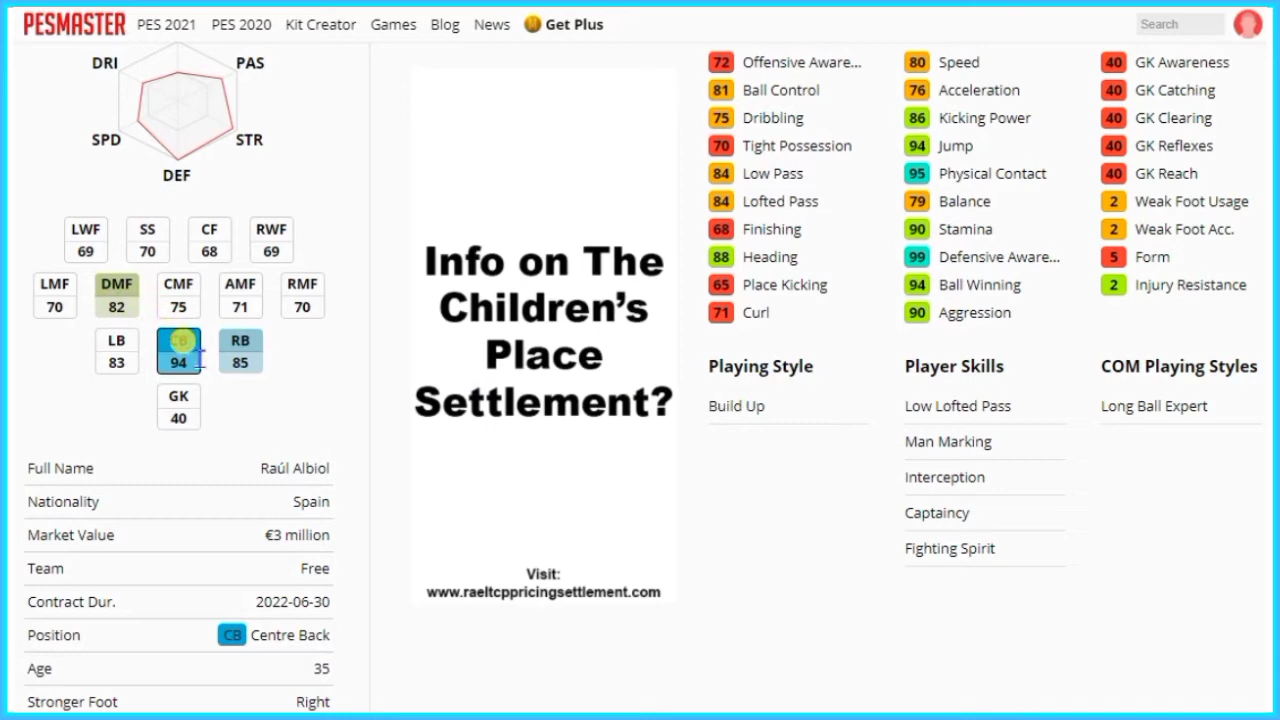 PESMASTER PES 2021 PES 2020 Kit Creator Games Blog News Get Plus Search
DRI PAS
SPD STR
DEF
LWF SS CF RWF
69 70 68 69
LMF DMF CMF AMF RMF
70 82 75 71 70
LB RB
83 94 85
GK
40
Full Name Raúl Albiol
Nationality Spain
Market Value €3 million
Team Free
Contract Dur. 2022-06-30
Position CB Centre Back
Age 35
Stronger Foot Right
Info on The
Children's
Place
Settlement?
Visit:
www.raeltcppricingsettlement.com
72 Offensive Aware...
81 Ball Control
75 Dribbling
70 Tight Possession
84 Low Pass
84 Lofted Pass
68 Finishing
88 Heading
65 Place Kicking
71 Curl
80 Speed
76 Acceleration
86 Kicking Power
94 Jump
95 Physical Contact
79 Balance
90 Stamina
99 Defensive Aware...
94 Ball Winning
90 Aggression
40 GK Awareness
40 GK Catching
40 GK Clearing
40 GK Reflexes
40 GK Reach
2 Weak Foot Usage
2 Weak Foot Acc.
5 Form
2 Injury Resistance
Playing Style
Build Up
Player Skills
Low Lofted Pass
Man Marking
Interception
Captaincy
Fighting Spirit
COM Playing Styles
Long Ball Expert